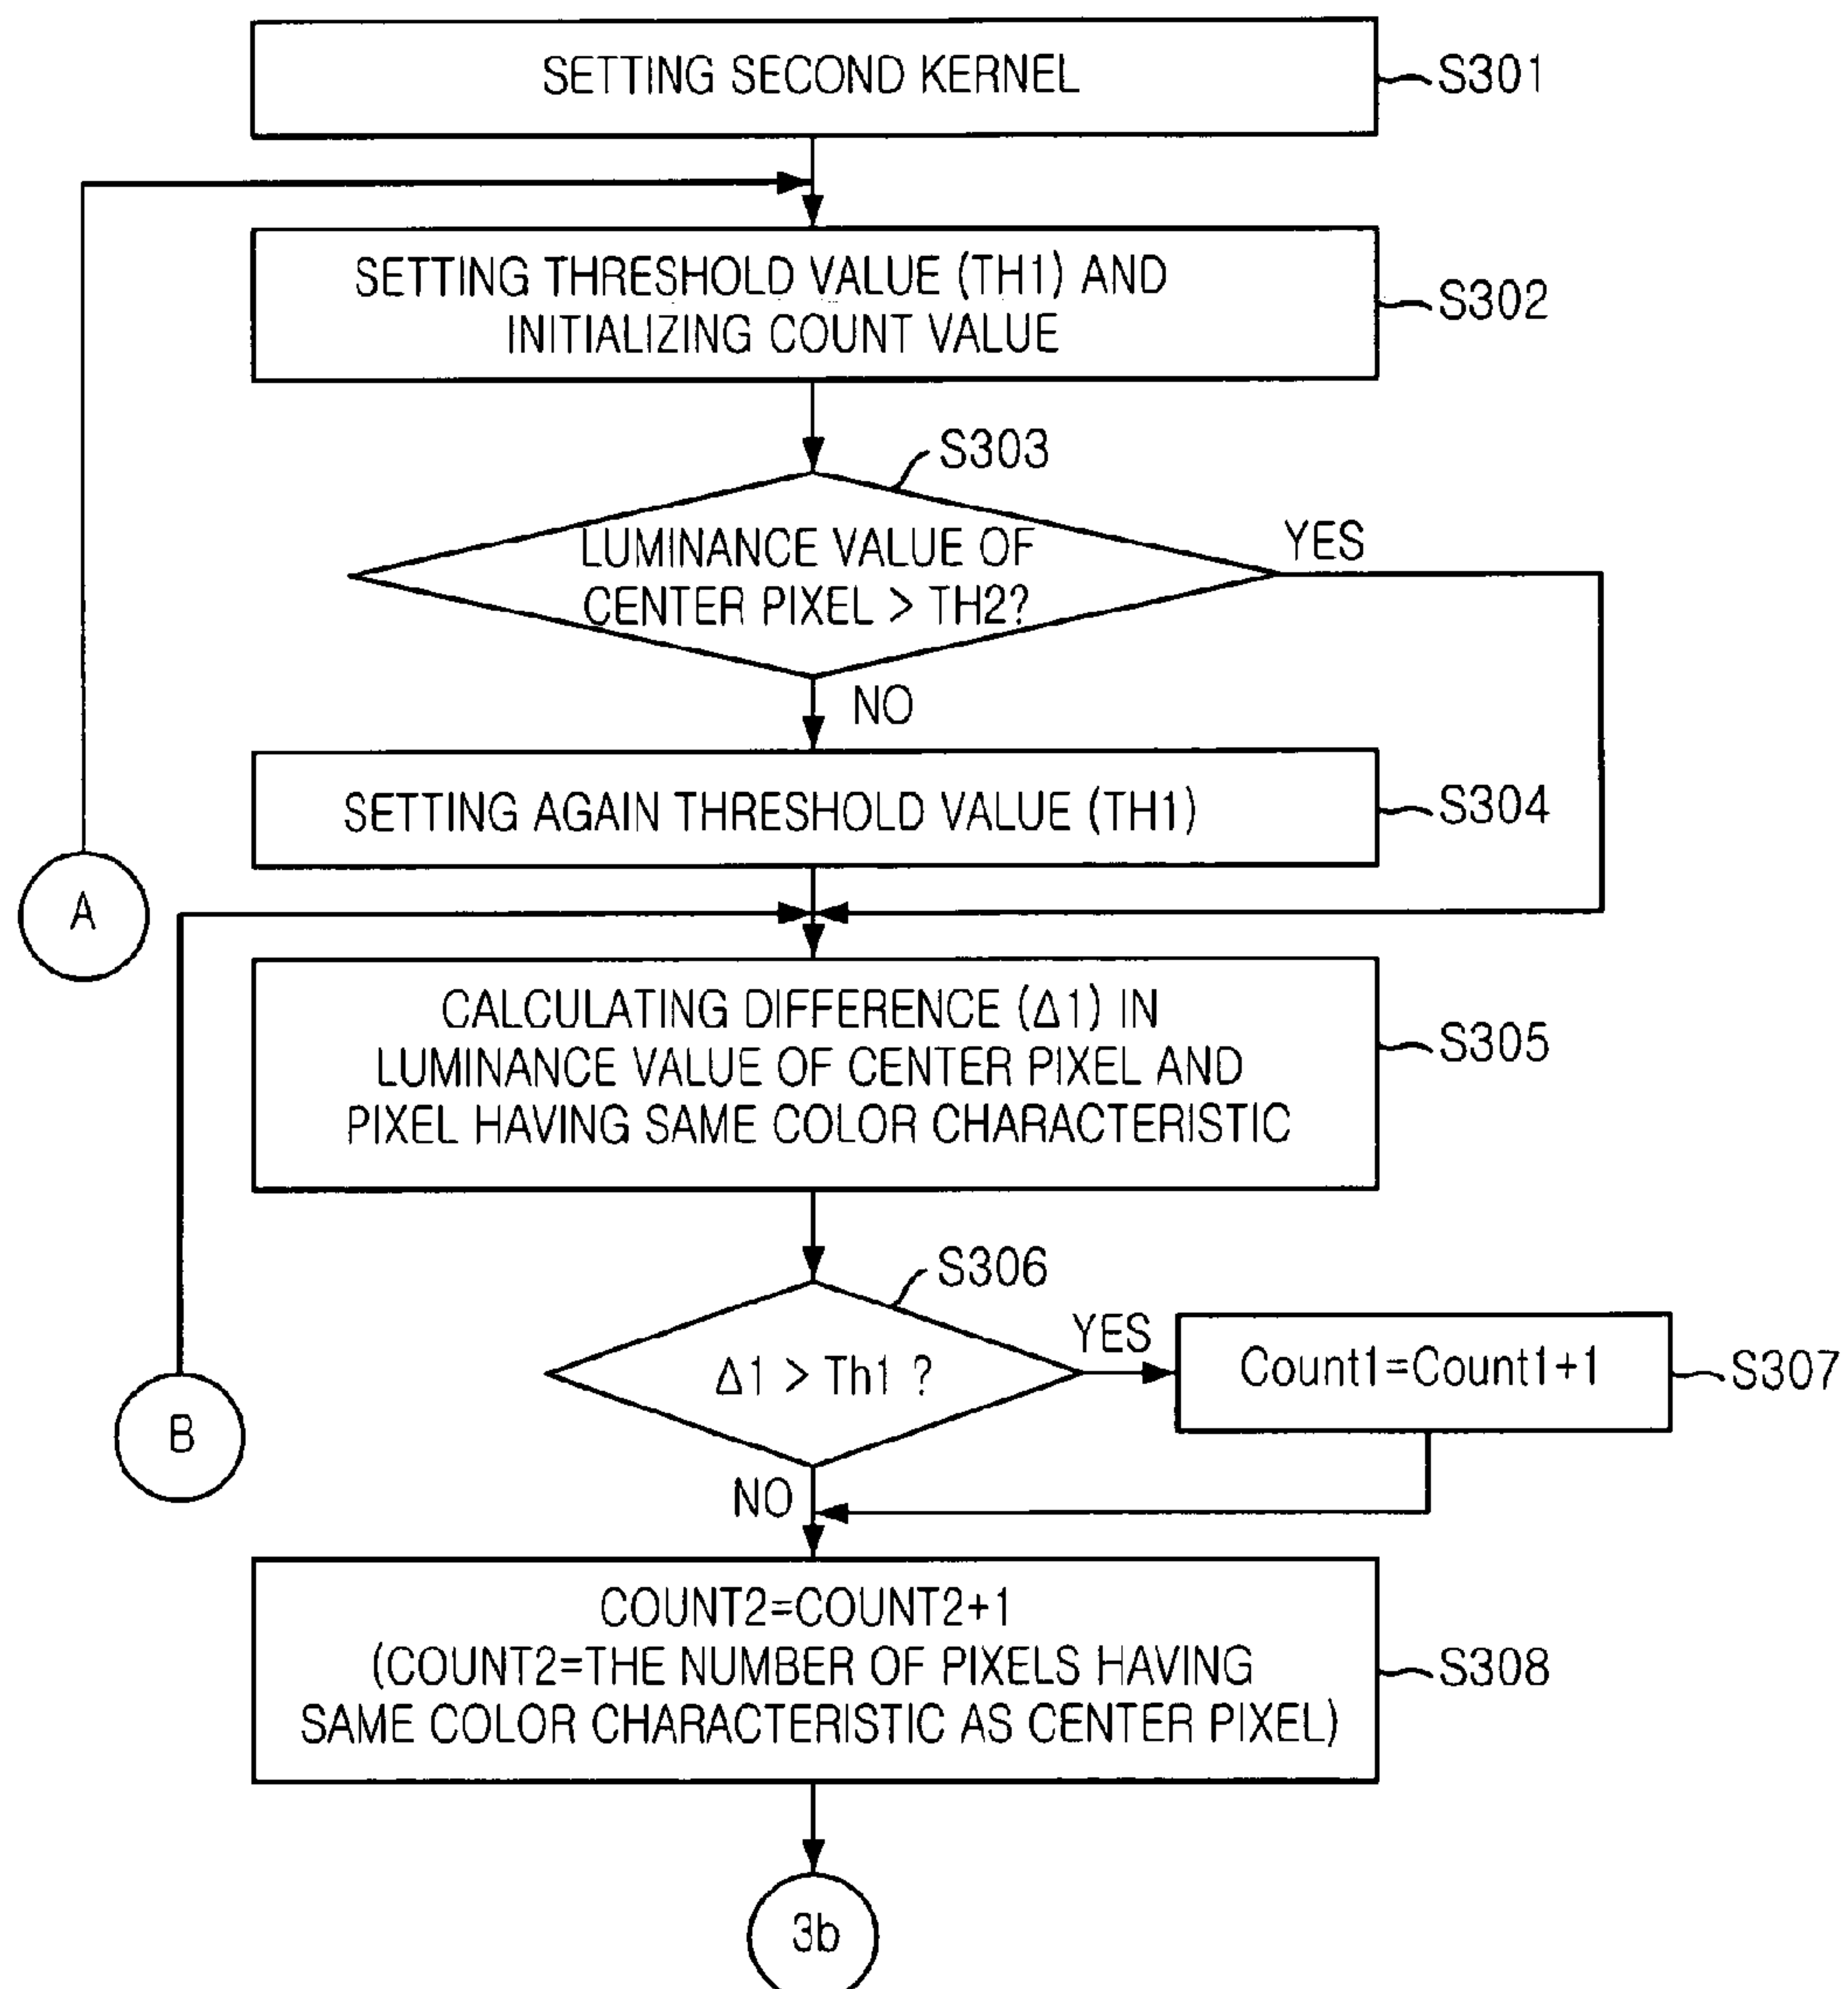 SETTING SECOND KERNEL
S301
SETTING THRESHOLD VALUE (TH1) AND
INITIALIZING COUNT VALUE
S302
S303
LUMINANCE VALUE OF
CENTER PIXEL > TH2?
YES
NO
SETTING AGAIN THRESHOLD VALUE (TH1)
S304
A
CALCULATING DIFFERENCE (Δ1) IN
LUMINANCE VALUE OF CENTER PIXEL AND
PIXEL HAVING SAME COLOR CHARACTERISTIC
S305
S306
Δ1 > Th1 ?
YES
Count1=Count1+1
S307
B
NO
COUNT2=COUNT2+1
(COUNT2=THE NUMBER OF PIXELS HAVING
SAME COLOR CHARACTERISTIC AS CENTER PIXEL)
S308
3b